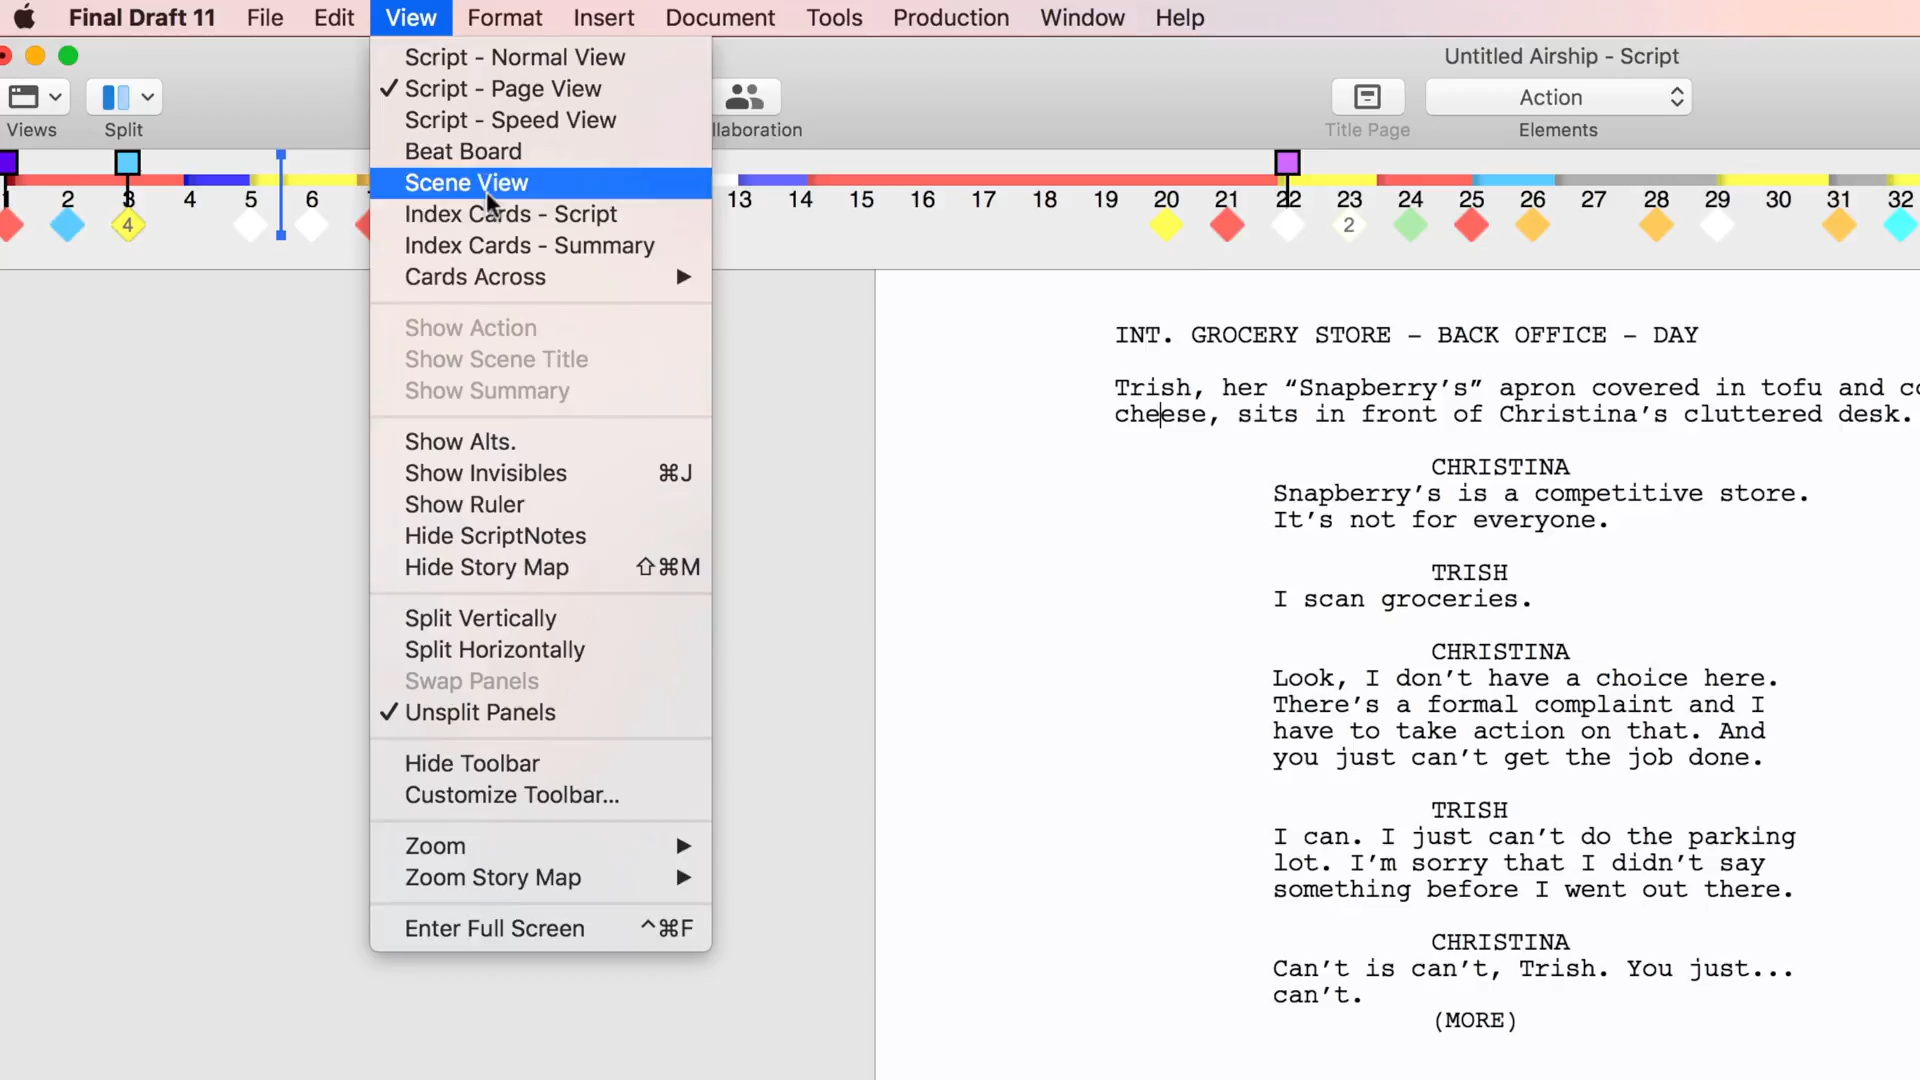 Final Draft 11 File Edit View Format Insert Document Tools Production Window Help
Untitled Airship - Script
Action
Views Split llaboration Title Page Elements
Script - Normal View
✓ Script - Page View
Script - Speed View
Beat Board
Scene View
Index Cards - Script
Index Cards - Summary
Cards Across ▶
Show Action
Show Scene Title
Show Summary
Show Alts.
Show Invisibles ⌘J
Show Ruler
Hide ScriptNotes
Hide Story Map ⇧⌘M
Split Vertically
Split Horizontally
Swap Panels
✓ Unsplit Panels
Hide Toolbar
Customize Toolbar...
Zoom ▶
Zoom Story Map ▶
Enter Full Screen ^⌘F
1 2 3 4 5 6 13 14 15 16 17 18 19 20 21 22 23 24 25 26 27 28 29 30 31 32
4 2
INT. GROCERY STORE - BACK OFFICE - DAY
Trish, her “Snapberry’s” apron covered in tofu and co
cheese, sits in front of Christina’s cluttered desk.
CHRISTINA
Snapberry’s is a competitive store.
It’s not for everyone.
TRISH
I scan groceries.
CHRISTINA
Look, I don’t have a choice here.
There’s a formal complaint and I
have to take action on that. And
you just can’t get the job done.
TRISH
I can. I just can’t do the parking
lot. I’m sorry that I didn’t say
something before I went out there.
CHRISTINA
Can’t is can’t, Trish. You just...
can’t.
(MORE)